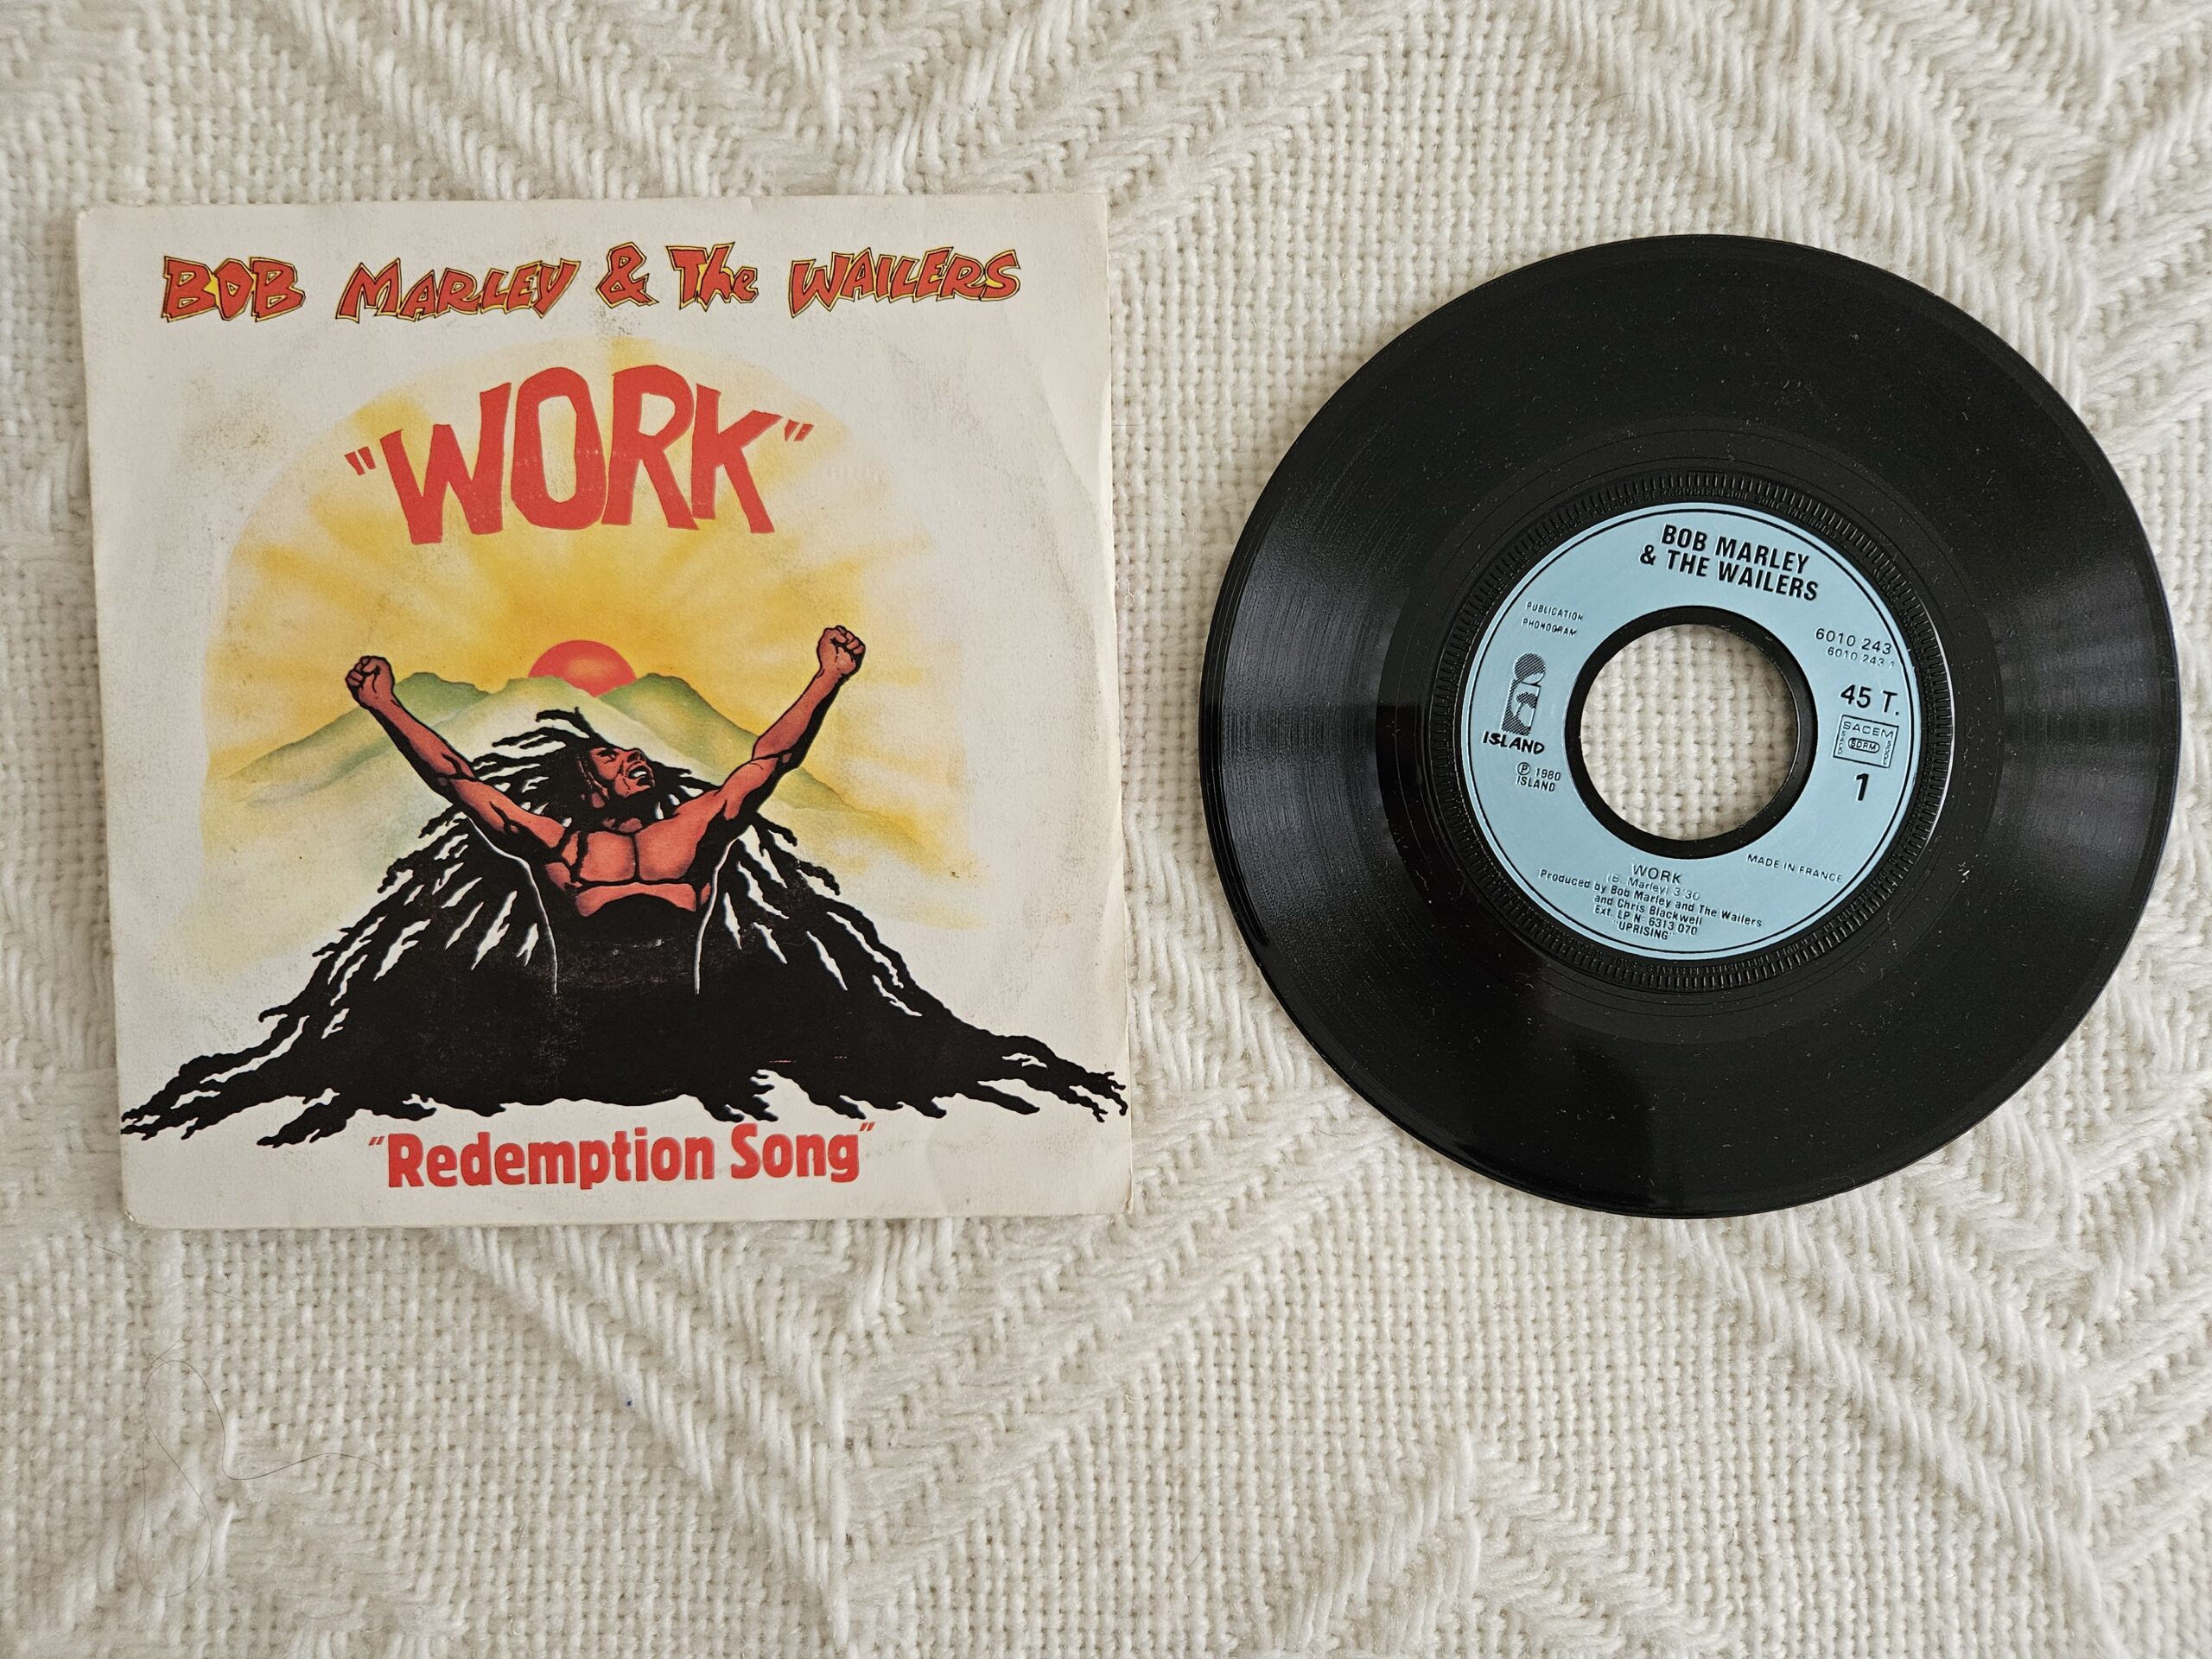 BOB MARLEY & The WAILERS
"WORK"
"Redemption Song"
BOB MARLEY
& THE WAILERS
PUBLICATION
PHONOGRAM
6010 243
6010 243 1
45 T.
SACEM
SDRM
1
ISLAND
Ⓟ 1980
ISLAND
MADE IN FRANCE
WORK
(B. Marley) 3'30
Produced by Bob Marley and The Wailers
and Chris Blackwell
Ext. LP N° 6313 070
"UPRISING"